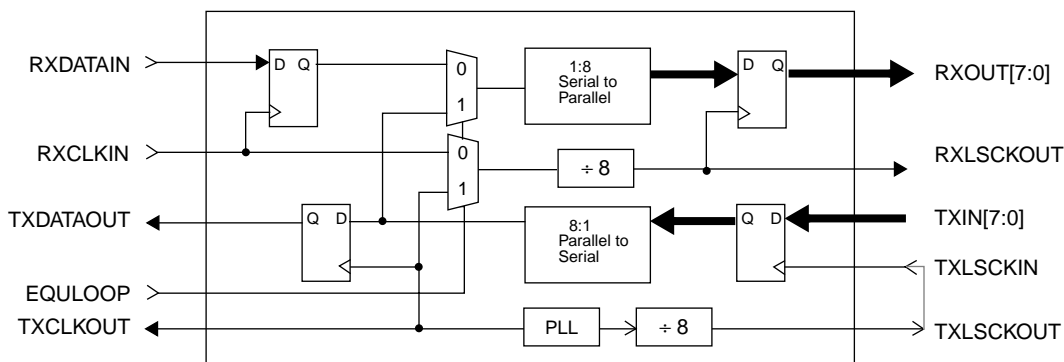 RXDATAIN
D Q
0
1
1:8
Serial to
Parallel
D Q
RXOUT[7:0]
RXCLKIN
0
1
÷ 8
RXLSCKOUT
TXDATAOUT
Q D
8:1
Parallel to
Serial
Q D
TXIN[7:0]
TXLSCKIN
EQULOOP
TXCLKOUT
PLL
÷ 8
TXLSCKOUT